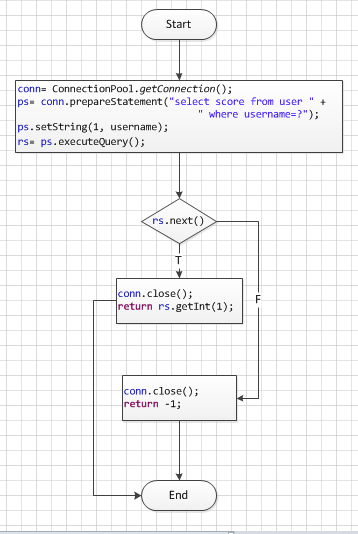 Start
conn= ConnectionPool.getConnection();
ps= conn.prepareStatement("select score from user " +
" where username=?");
ps.setString(1, username);
rs= ps.executeQuery();
rs.next()
T
conn.close();
return rs.getInt(1);
F
conn.close();
return -1;
End